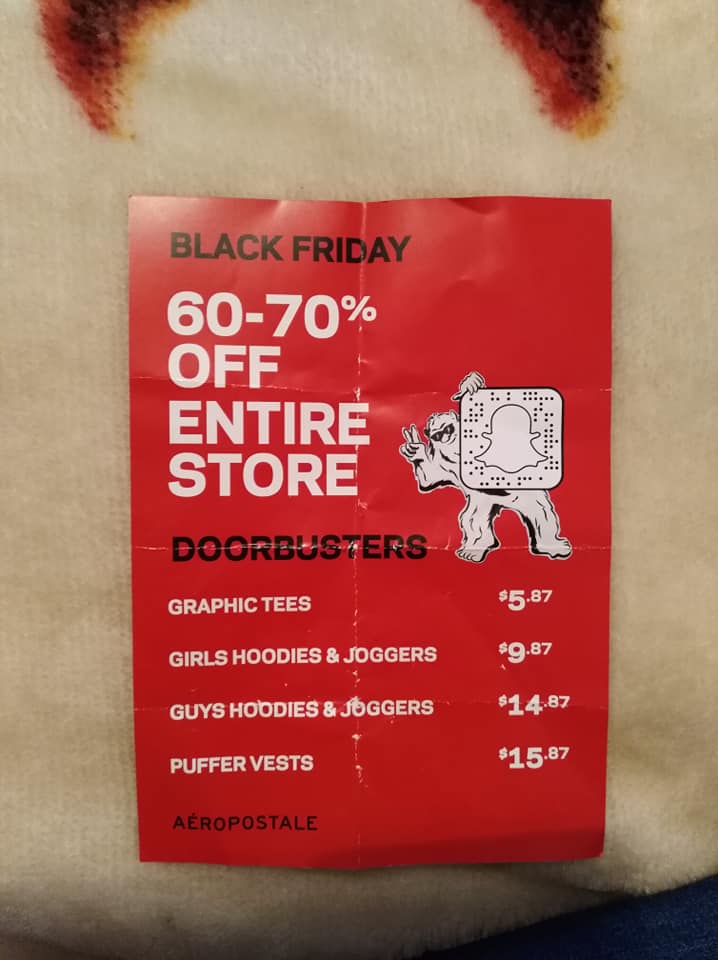 BLACK FRIDAY
60-70% 
OFF
ENTIRE
STORE
DOORBUSTERS
GRAPHIC TEES $5.87
GIRLS HOODIES & JOGGERS $9.87
GUYS HOODIES & JOGGERS $14.87
PUFFER VESTS $15.87
AÉROPOSTALE